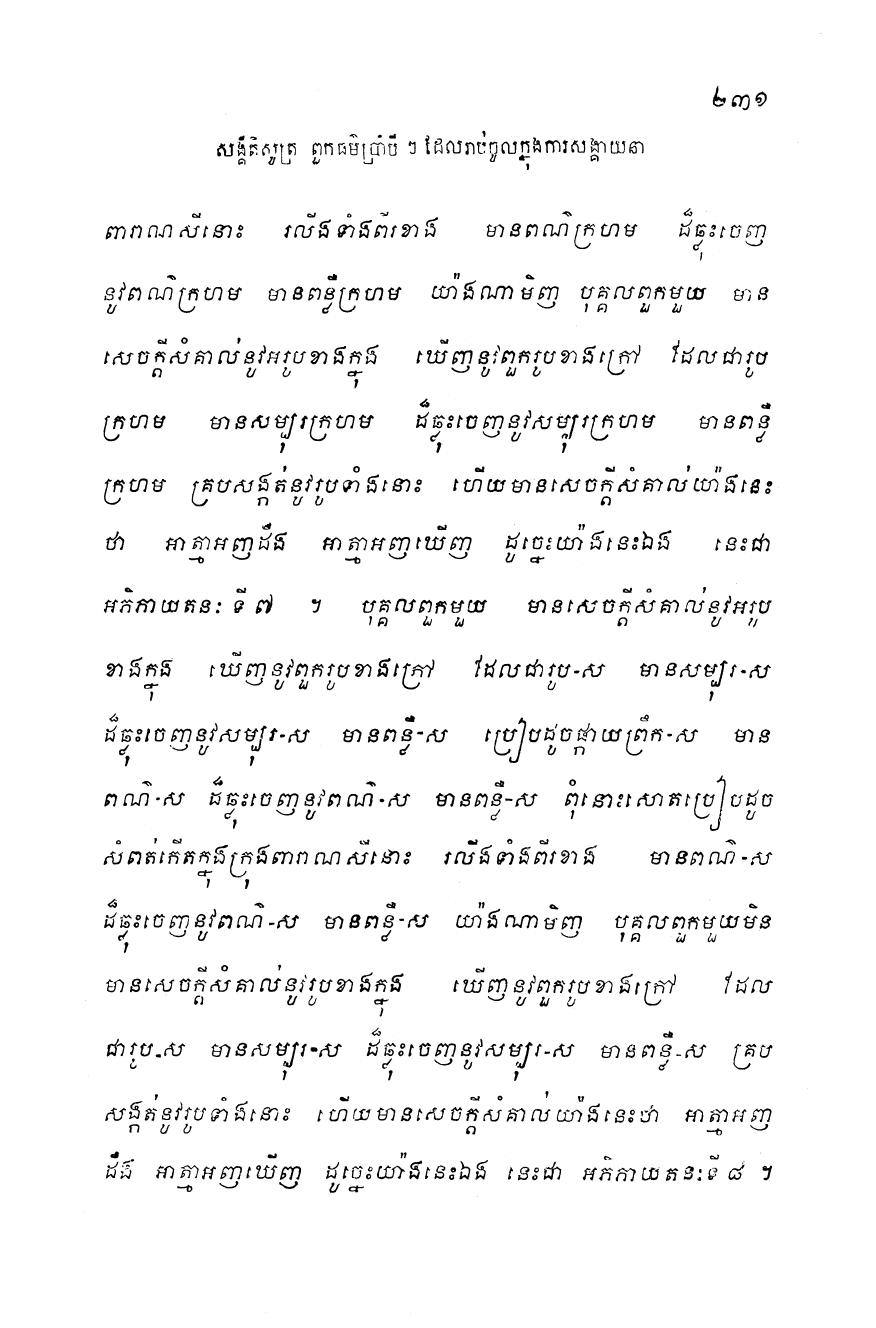 ២៣១
សង្គីតិសូត្រ ពួកធម៌ប្រាំបី ៗ ដែលរាប់ចូលក្នុងការសង្គាយនា
ពារាណសីនោះ រលីងទាំងពីរខាង មានពណ៌ក្រហម ដ៏ធ្លុះចេញ
នូវពណ៌ក្រហម មានពន្លឺក្រហម យ៉ាងណាមិញ បុគ្គលពួកមួយ មាន
សេចក្តីសំគាល់នូវអរូបខាងក្នុង ឃើញនូវពួករូបខាងក្រៅ ដែលជារូប
ក្រហម មានសម្បុរក្រហម ដ៏ធ្លុះចេញនូវសម្បុរក្រហម មានពន្លឺ
ក្រហម គ្របសង្កត់នូវរូបទាំងនោះ ហើយមានសេចក្តីសំគាល់យ៉ាងនេះ
ថា អាត្មាអញដឹង អាត្មាអញឃើញ ដូច្នេះយ៉ាងនេះឯង នេះជា
អភិភាយតនៈ ទី ៧ ។ បុគ្គលពួកមួយ មានសេចក្តីសំគាល់នូវអរូប
ខាងក្នុង ឃើញនូវពួករូបខាងក្រៅ ដែលជារូប-ស មានសម្បុរ-ស
ដ៏ធ្លុះចេញនូវសម្បុរ-ស មានពន្លឺ-ស ប្រៀបដូចផ្កាយព្រឹក-ស មាន
ពណ៌-ស ដ៏ធ្លុះចេញនូវពណ៌-ស មានពន្លឺ-ស ពុំនោះសោតប្រៀបដូច
សំពត់កើតក្នុងក្រុងពារាណសីនោះ រលីងទាំងពីរខាង មានពណ៌-ស
ដ៏ធ្លុះចេញនូវពណ៌-ស មានពន្លឺ-ស យ៉ាងណាមិញ បុគ្គលពួកមួយមិន
មានសេចក្តីសំគាល់នូវរូបខាងក្នុង ឃើញនូវពួករូបខាងក្រៅ ដែល
ជារូប-ស មានសម្បុរ-ស ដ៏ធ្លុះចេញនូវសម្បុរ-ស មានពន្លឺ-ស គ្រប
សង្កត់នូវរូបទាំងនោះ ហើយមានសេចក្តីសំគាល់យ៉ាងនេះថា អាត្មាអញ
ដឹង អាត្មាអញឃើញ ដូច្នេះយ៉ាងនេះឯង នេះជា អភិភាយតនៈទី ៨ ។